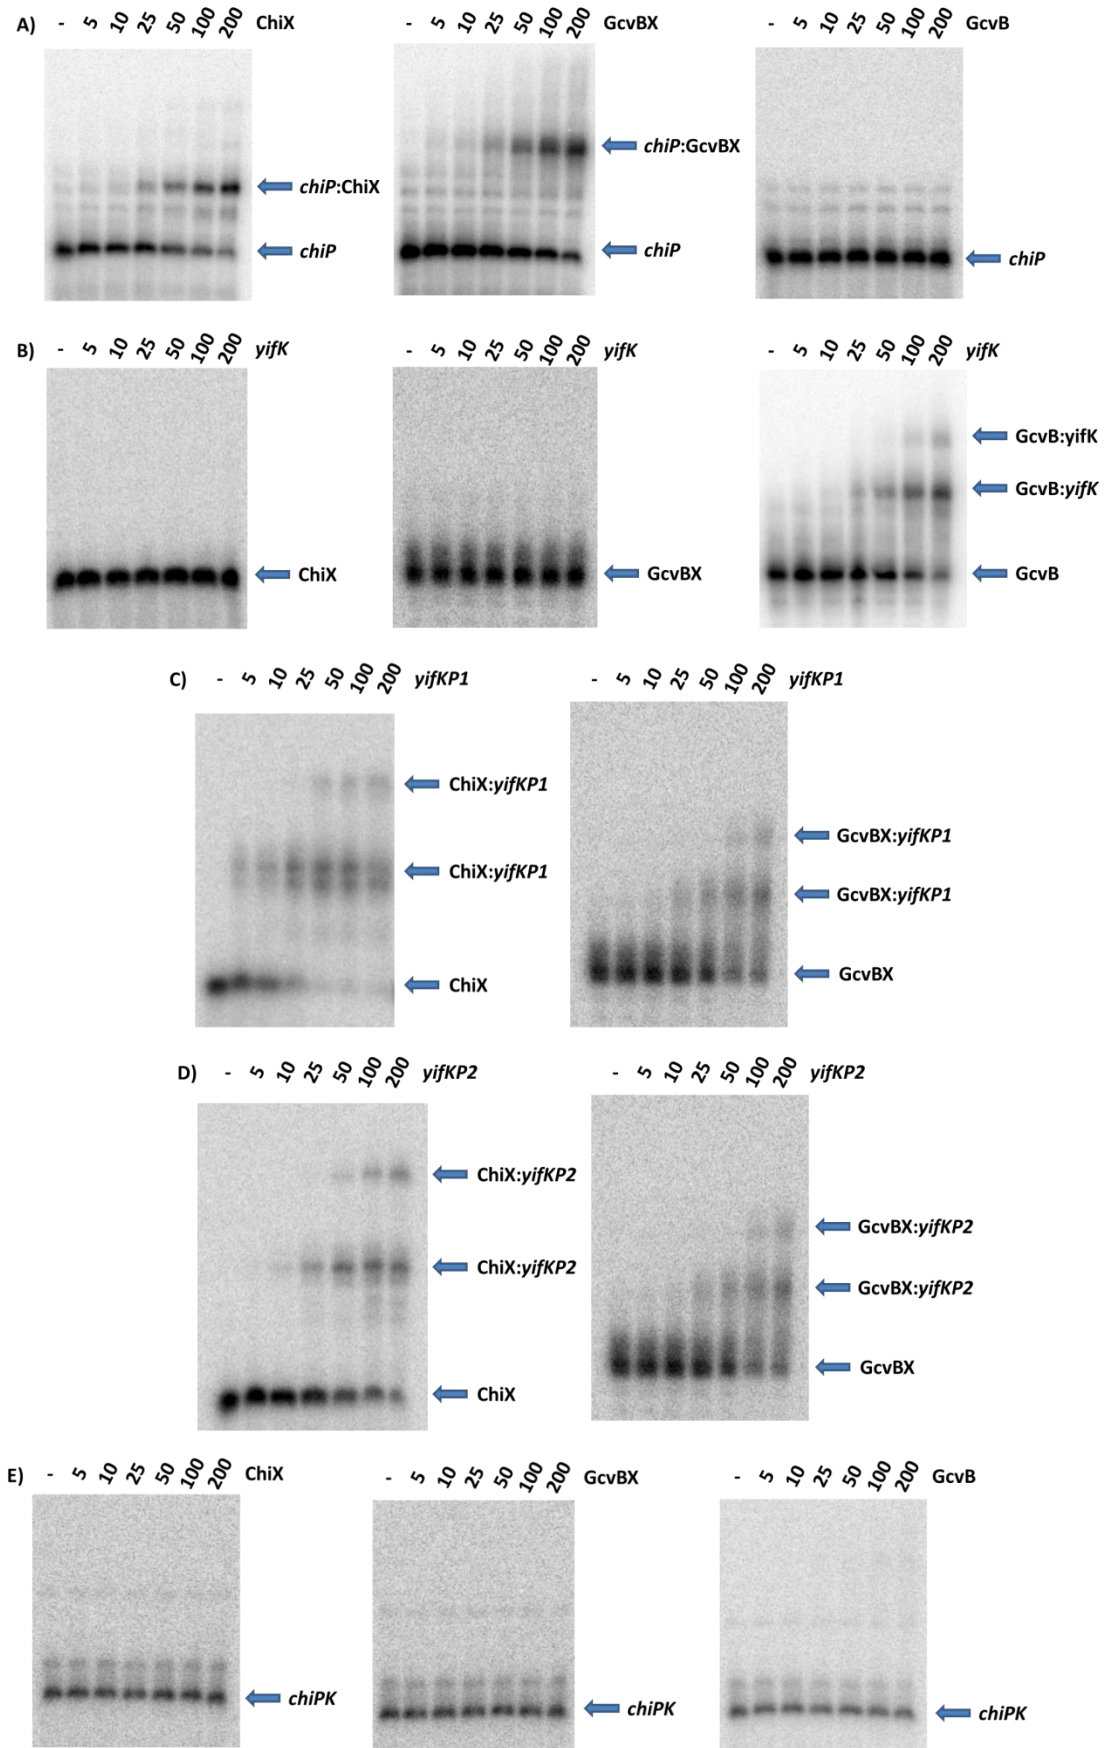 A) - 5 10 25 50 100 200 ChiX - 5 10 25 50 100 200 GcvBX - 5 10 25 50 100 200 GcvB
chiP:GcvBX
chiP:ChiX
chiP
chiP
chiP
B) - 5 10 25 50 100 200 yifK - 5 10 25 50 100 200 yifK - 5 10 25 50 100 200 yifK
GcvB:yifK
GcvB:yifK
ChiX
GcvBX
GcvB
C) - 5 10 25 50 100 200 yifKP1 - 5 10 25 50 100 200 yifKP1
ChiX:yifKP1
GcvBX:yifKP1
ChiX:yifKP1
GcvBX:yifKP1
ChiX
GcvBX
D) - 5 10 25 50 100 200 yifKP2 - 5 10 25 50 100 200 yifKP2
ChiX:yifKP2
GcvBX:yifKP2
ChiX:yifKP2
GcvBX:yifKP2
ChiX
GcvBX
E) - 5 10 25 50 100 200 ChiX - 5 10 25 50 100 200 GcvBX - 5 10 25 50 100 200 GcvB
chiPK
chiPK
chiPK